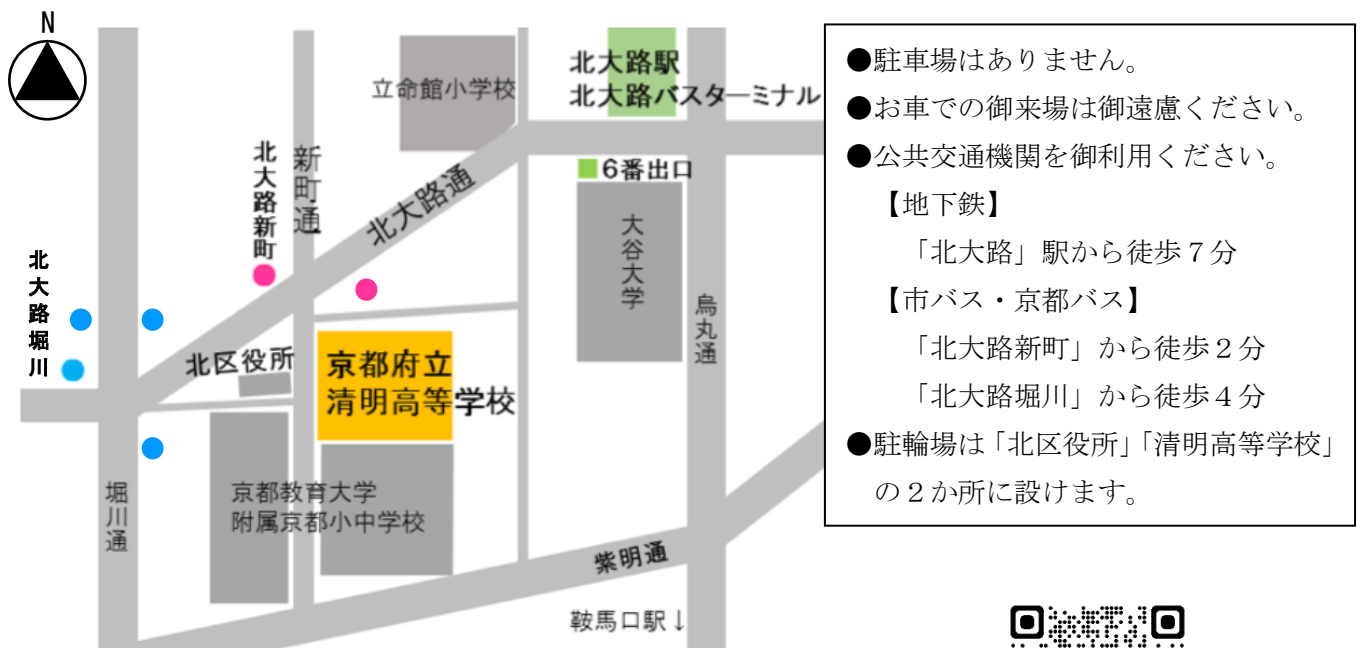 N
立命館小学校
北大路駅
北大路バスターミナル
6番出口
北大路新町
新町通
北大路通
大谷大学
烏丸通
北大路堀川
北区役所
京都府立
清明高等学校
堀川通
京都教育大学
附属京都小中学校
紫明通
鞍馬口駅↓
●駐車場はありません。
●お車での御来場は御遠慮ください。
●公共交通機関を御利用ください。
【地下鉄】
「北大路」駅から徒歩７分
【市バス・京都バス】
「北大路新町」から徒歩２分
「北大路堀川」から徒歩４分
●駐輪場は「北区役所」「清明高等学校」
の２か所に設けます。